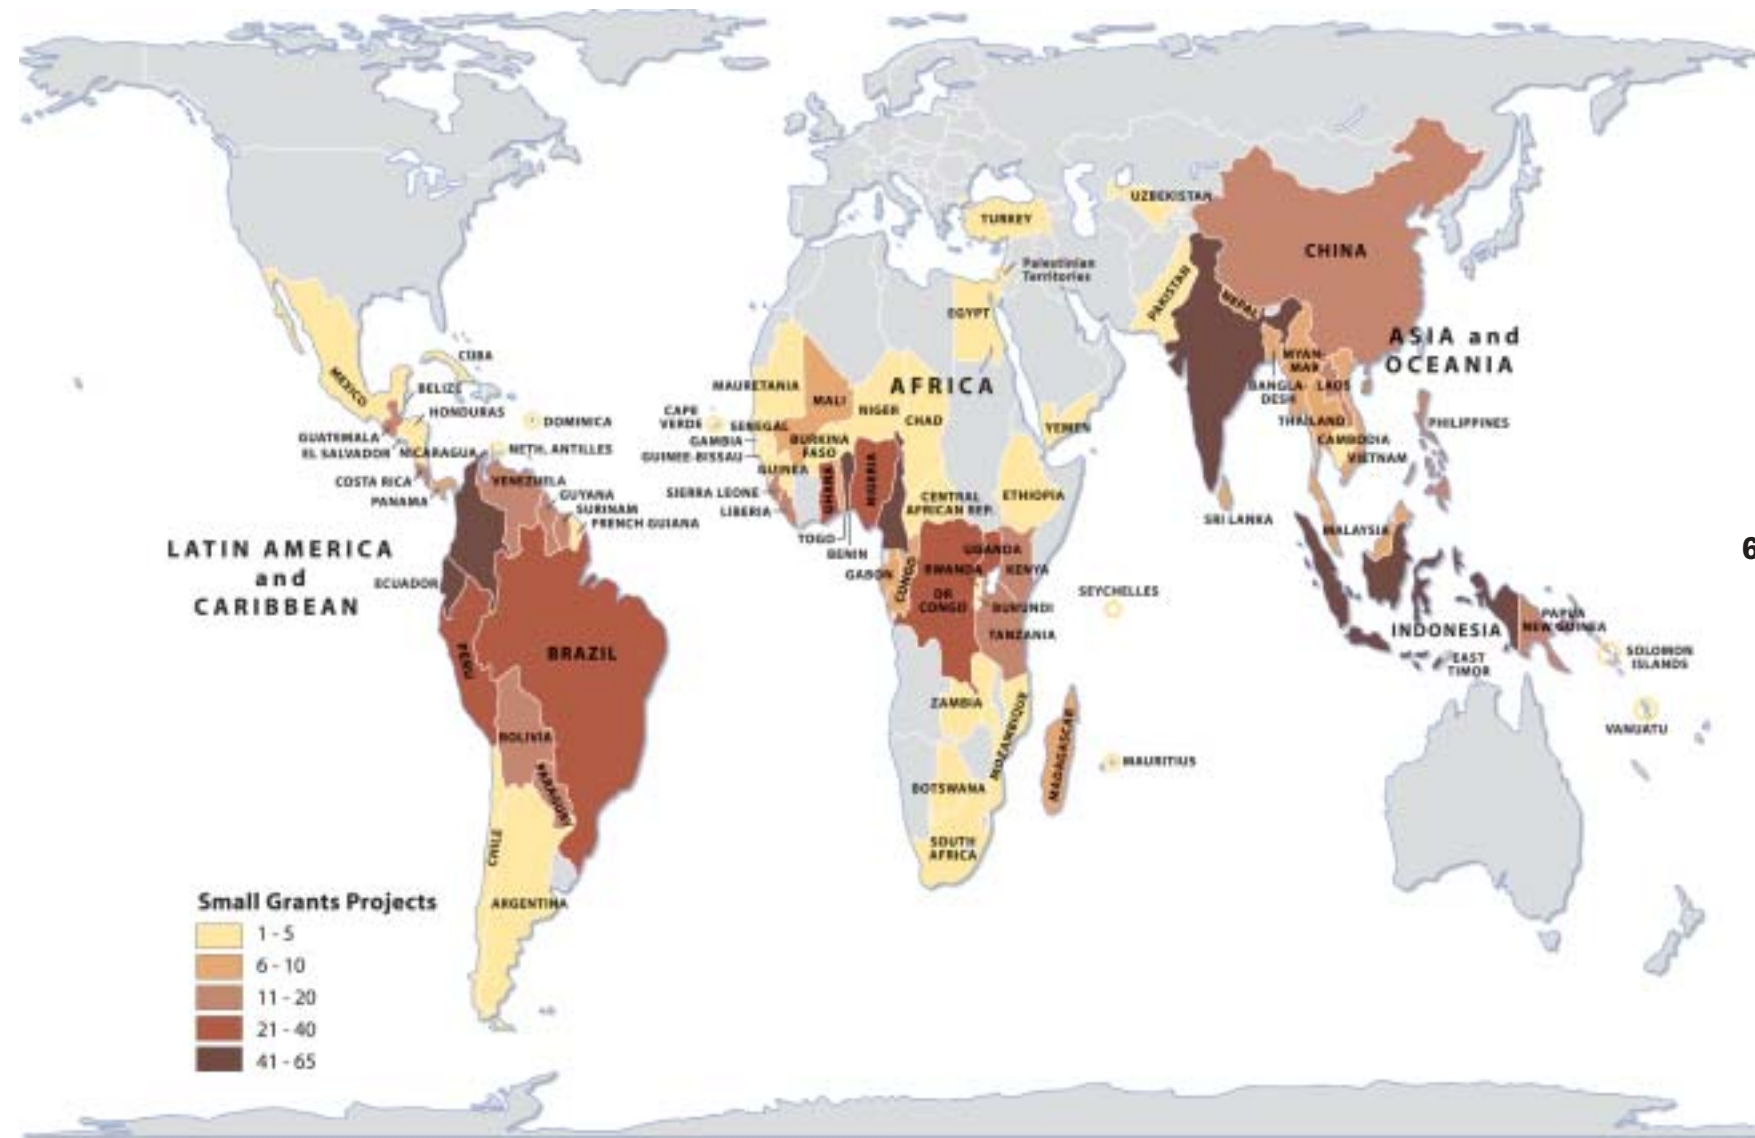 UZBEKISTAN
TURKEY
CHINA
Palestinian
Territories
PAKISTAN
NEPAL
EGYPT
ASIA and
OCEANIA
CUBA
MEXICO
BELIZE
MYAN-
MAR
MAURETANIA
AFRICA
BANGLA-
DESH
LAOS
MALI
HONDURAS
NIGER
CAPE
VERDE
DOMINICA
CHAD
SENEGAL
YEMEN
THAILAND
PHILIPPINES
GUATEMALA
GAMBIA
BURKINA
FASO
CAMBODIA
EL SALVADOR
NICARAGUA
NETH. ANTILLES
GUINEE-BISSAU
VIETNAM
GUINEA
COSTA RICA
VENEZUELA
GHANA
NIGERIA
PANAMA
GUYANA
SIERRA LEONE
CENTRAL
AFRICAN REP.
ETHIOPIA
SURINAM
LIBERIA
SRI LANKA
FRENCH GUIANA
MALAYSIA
TOGO
LATIN AMERICA
and
CARIBBEAN
BENIN
UGANDA
6
ECUADOR
GABON
CONGO
RWANDA
KENYA
DR
CONGO
SEYCHELLES
BURUNDI
PAPUA
NEW GUINEA
INDONESIA
TANZANIA
PERU
BRAZIL
EAST
TIMOR
SOLOMON
ISLANDS
ZAMBIA
MOZAMBIQUE
VANUATU
BOLIVIA
MADAGASCAR
MAURITIUS
PARAGUAY
BOTSWANA
CHILE
SOUTH
AFRICA
ARGENTINA
Small Grants Projects
1 - 5
6 - 10
11 - 20
21 - 40
41 - 65